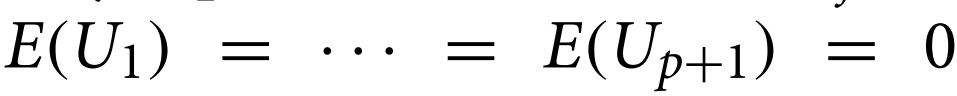 E(U₁) = ⋯ = E(Uₚ₊₁) = 0